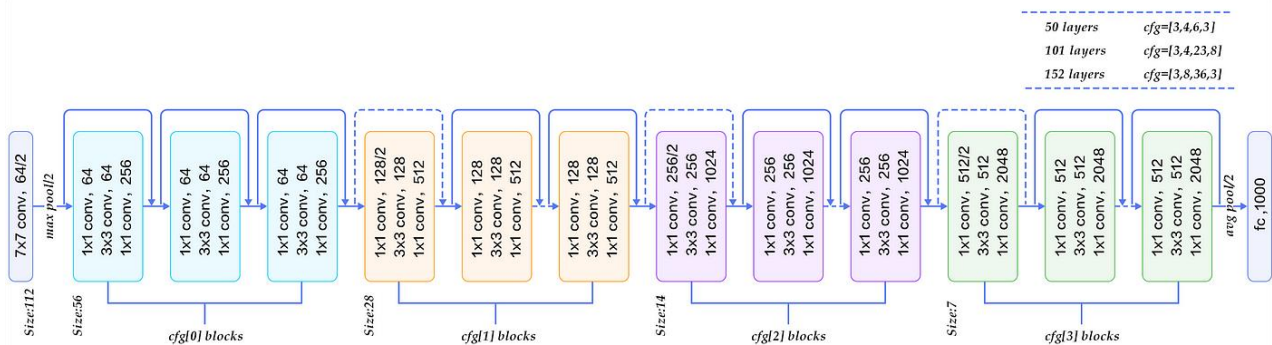 50 layers cfg=[3,4,6,3]
101 layers cfg=[3,4,23,8]
152 layers cfg=[3,8,36,3]
7x7 conv, 64/2
max pool/2
1x1 conv, 64
3x3 conv, 64
1x1 conv, 256
1x1 conv, 64
3x3 conv, 64
1x1 conv, 256
1x1 conv, 64
3x3 conv, 64
1x1 conv, 256
1x1 conv, 128/2
3x3 conv, 128
1x1 conv, 512
1x1 conv, 128
3x3 conv, 128
1x1 conv, 512
1x1 conv, 128
3x3 conv, 128
1x1 conv, 512
1x1 conv, 256/2
3x3 conv, 256
1x1 conv, 1024
1x1 conv, 256
3x3 conv, 256
1x1 conv, 1024
1x1 conv, 256
3x3 conv, 256
1x1 conv, 1024
1x1 conv, 512/2
3x3 conv, 512
1x1 conv, 2048
1x1 conv, 512
3x3 conv, 512
1x1 conv, 2048
1x1 conv, 512
3x3 conv, 512
1x1 conv, 2048
avg pool/2
fc ,1000
Size:112
Size:56
cfg[0] blocks
Size:28
cfg[1] blocks
Size:14
cfg[2] blocks
Size:7
cfg[3] blocks